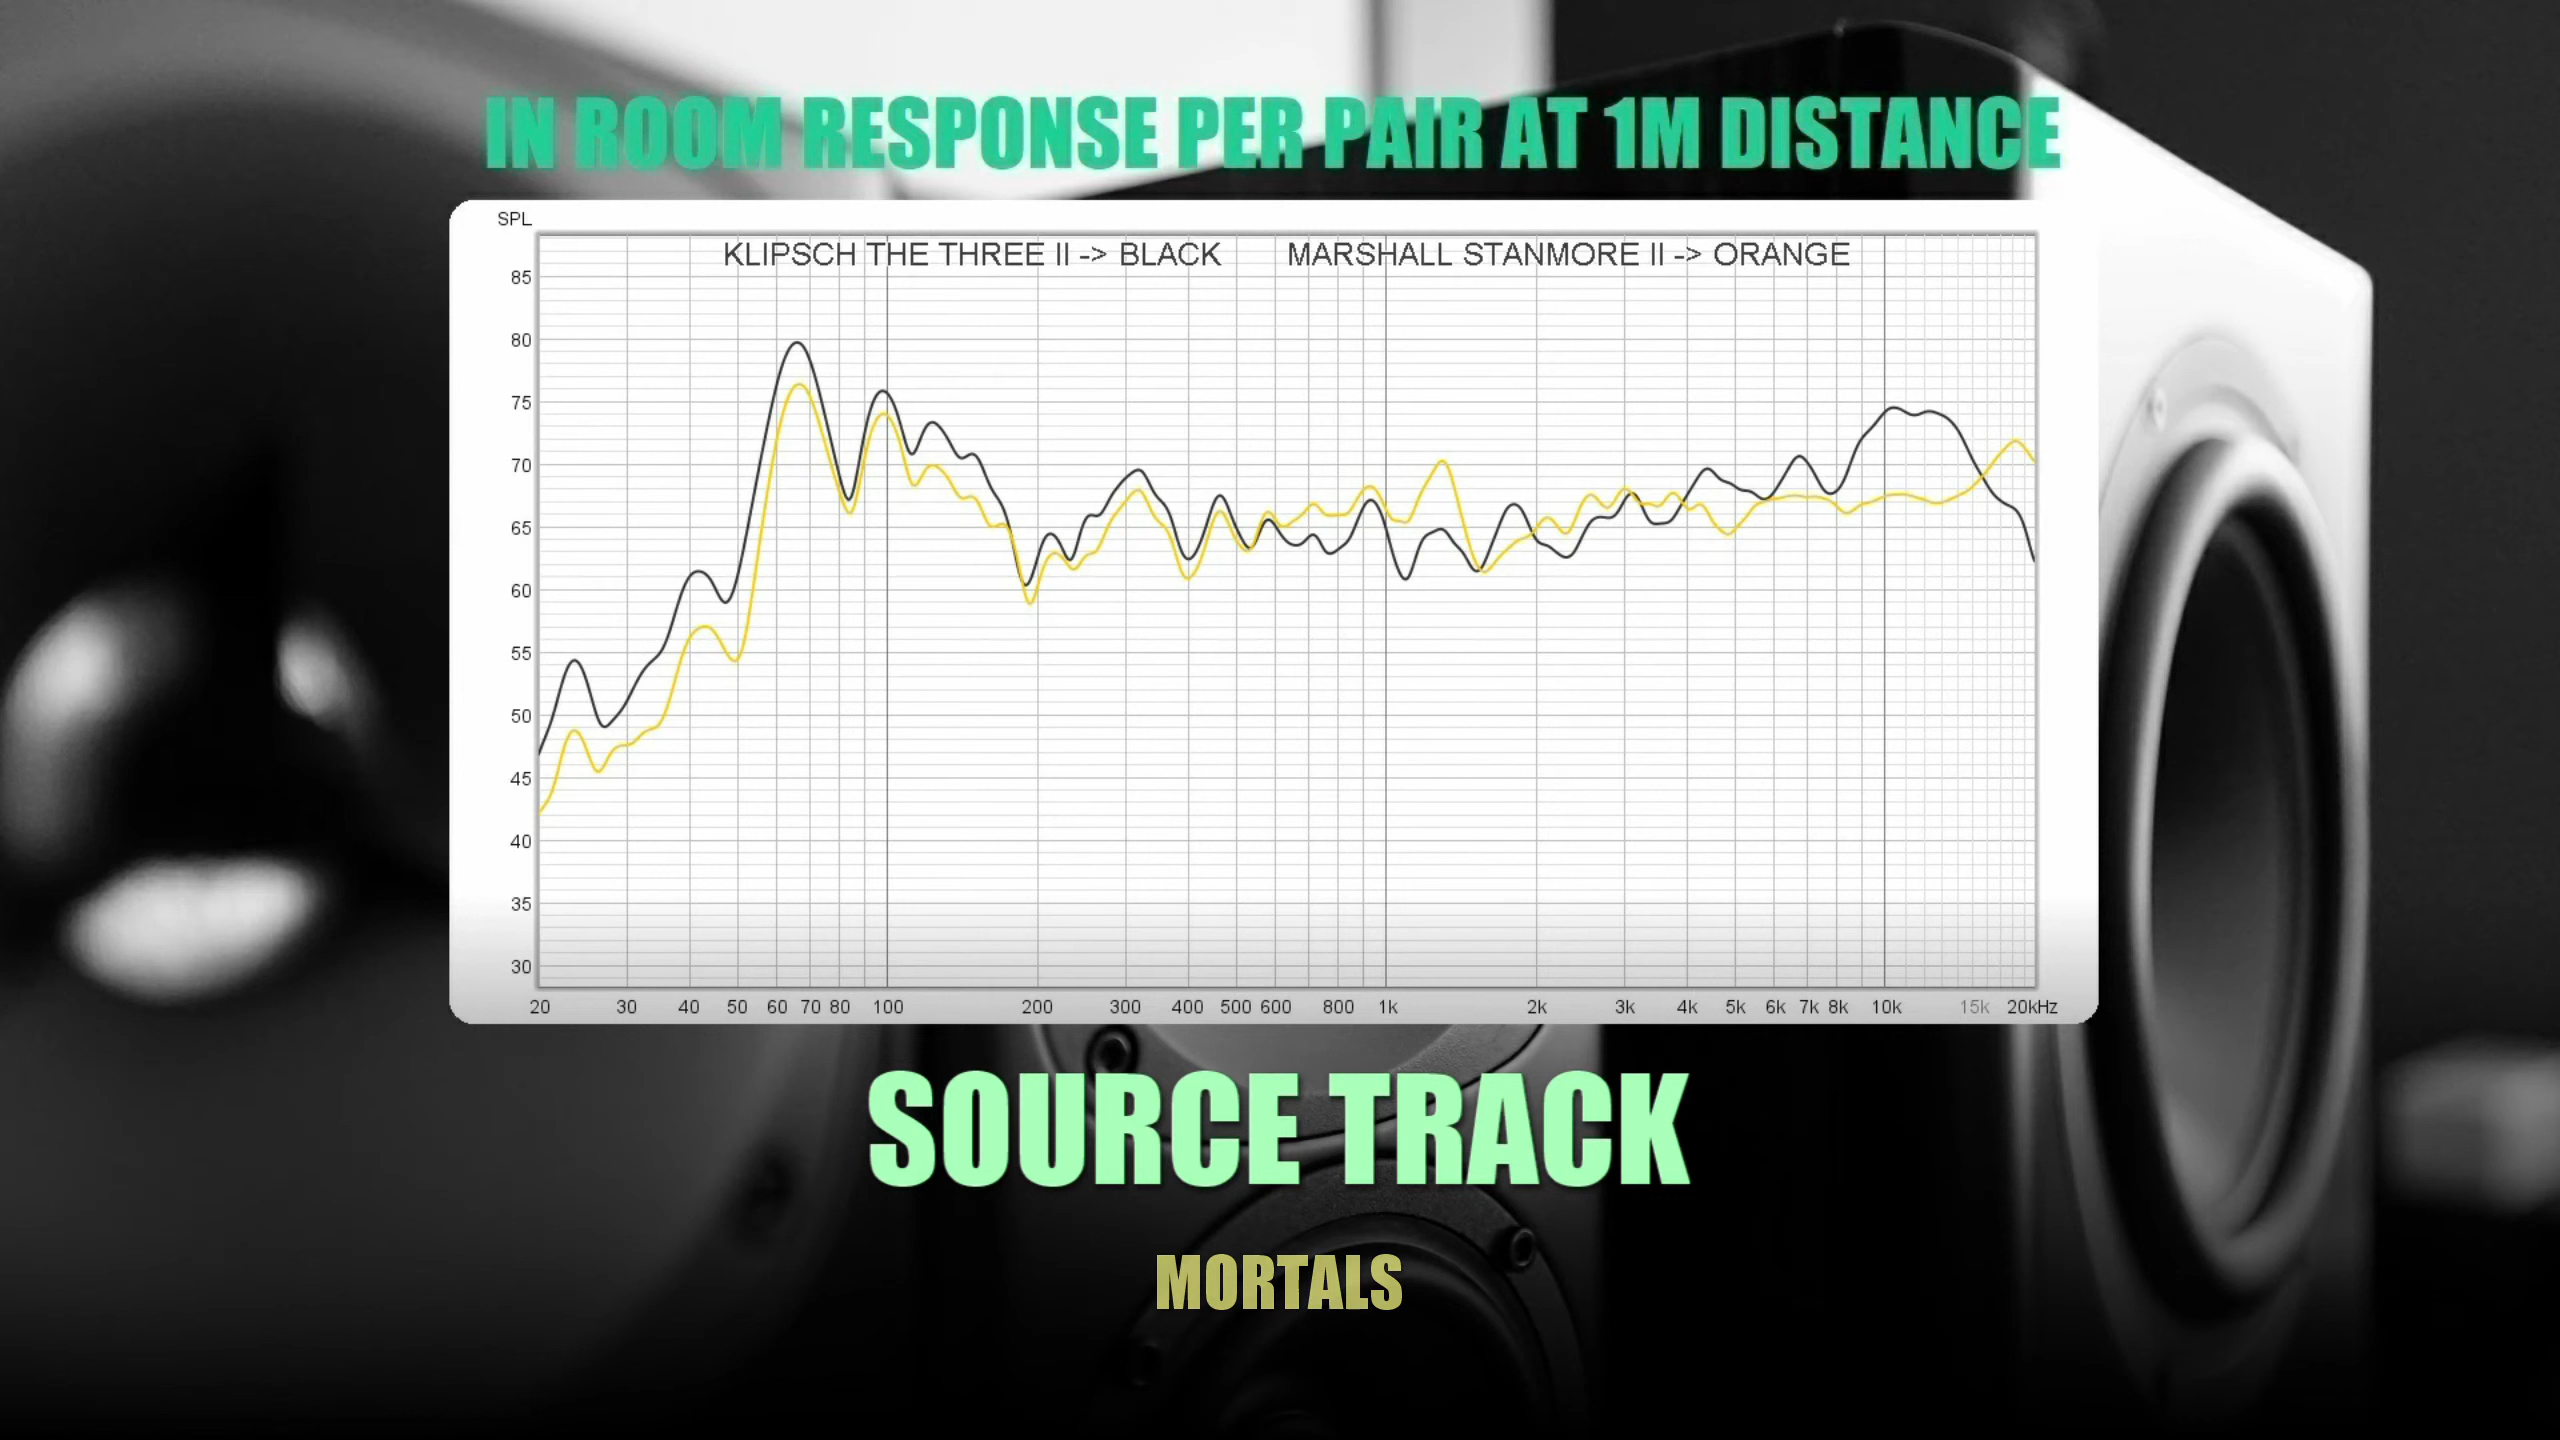 IN ROOM RESPONSE PER PAIR AT 1M DISTANCE
SPL
KLIPSCH THE THREE II -> BLACK MARSHALL STANMORE II -> ORANGE
85
80
75
70
65
60
55
50
45
40
35
30
20 30 40 50 60 70 80 100 200 300 400 500 600 800 1k 2k 3k 4k 5k 6k 7k 8k 10k 15k 20kHz
SOURCE TRACK
MORTALS